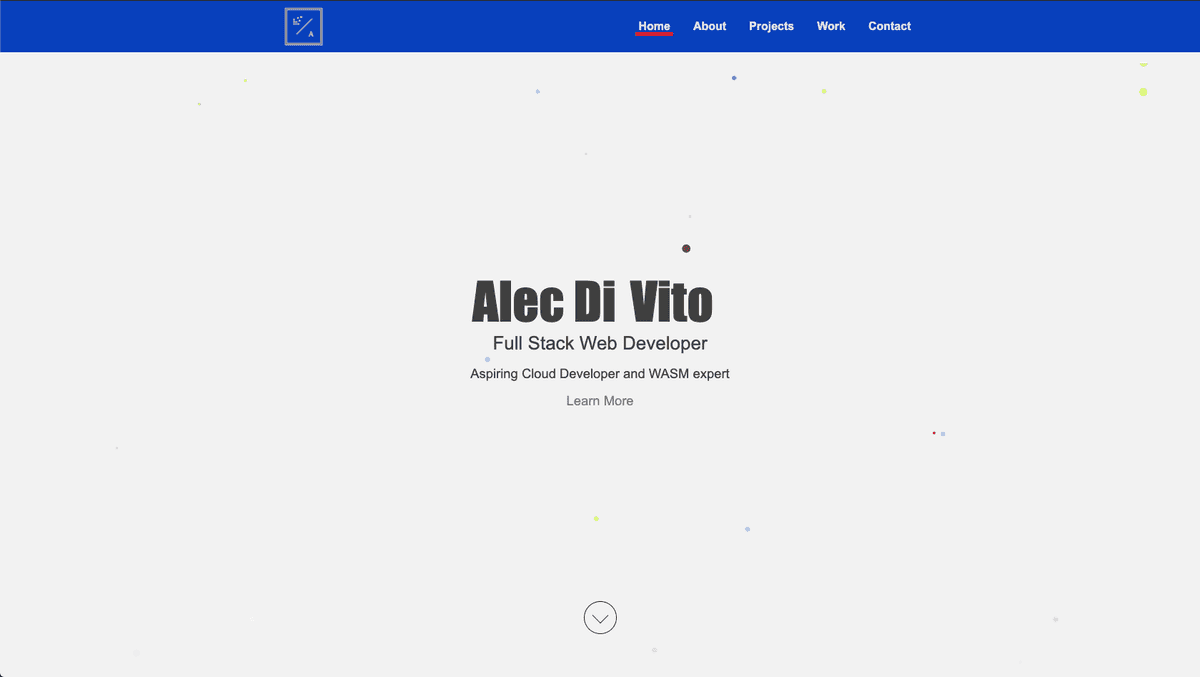 A
Home About Projects Work Contact
Alec Di Vito
Full Stack Web Developer
Aspiring Cloud Developer and WASM expert
Learn More